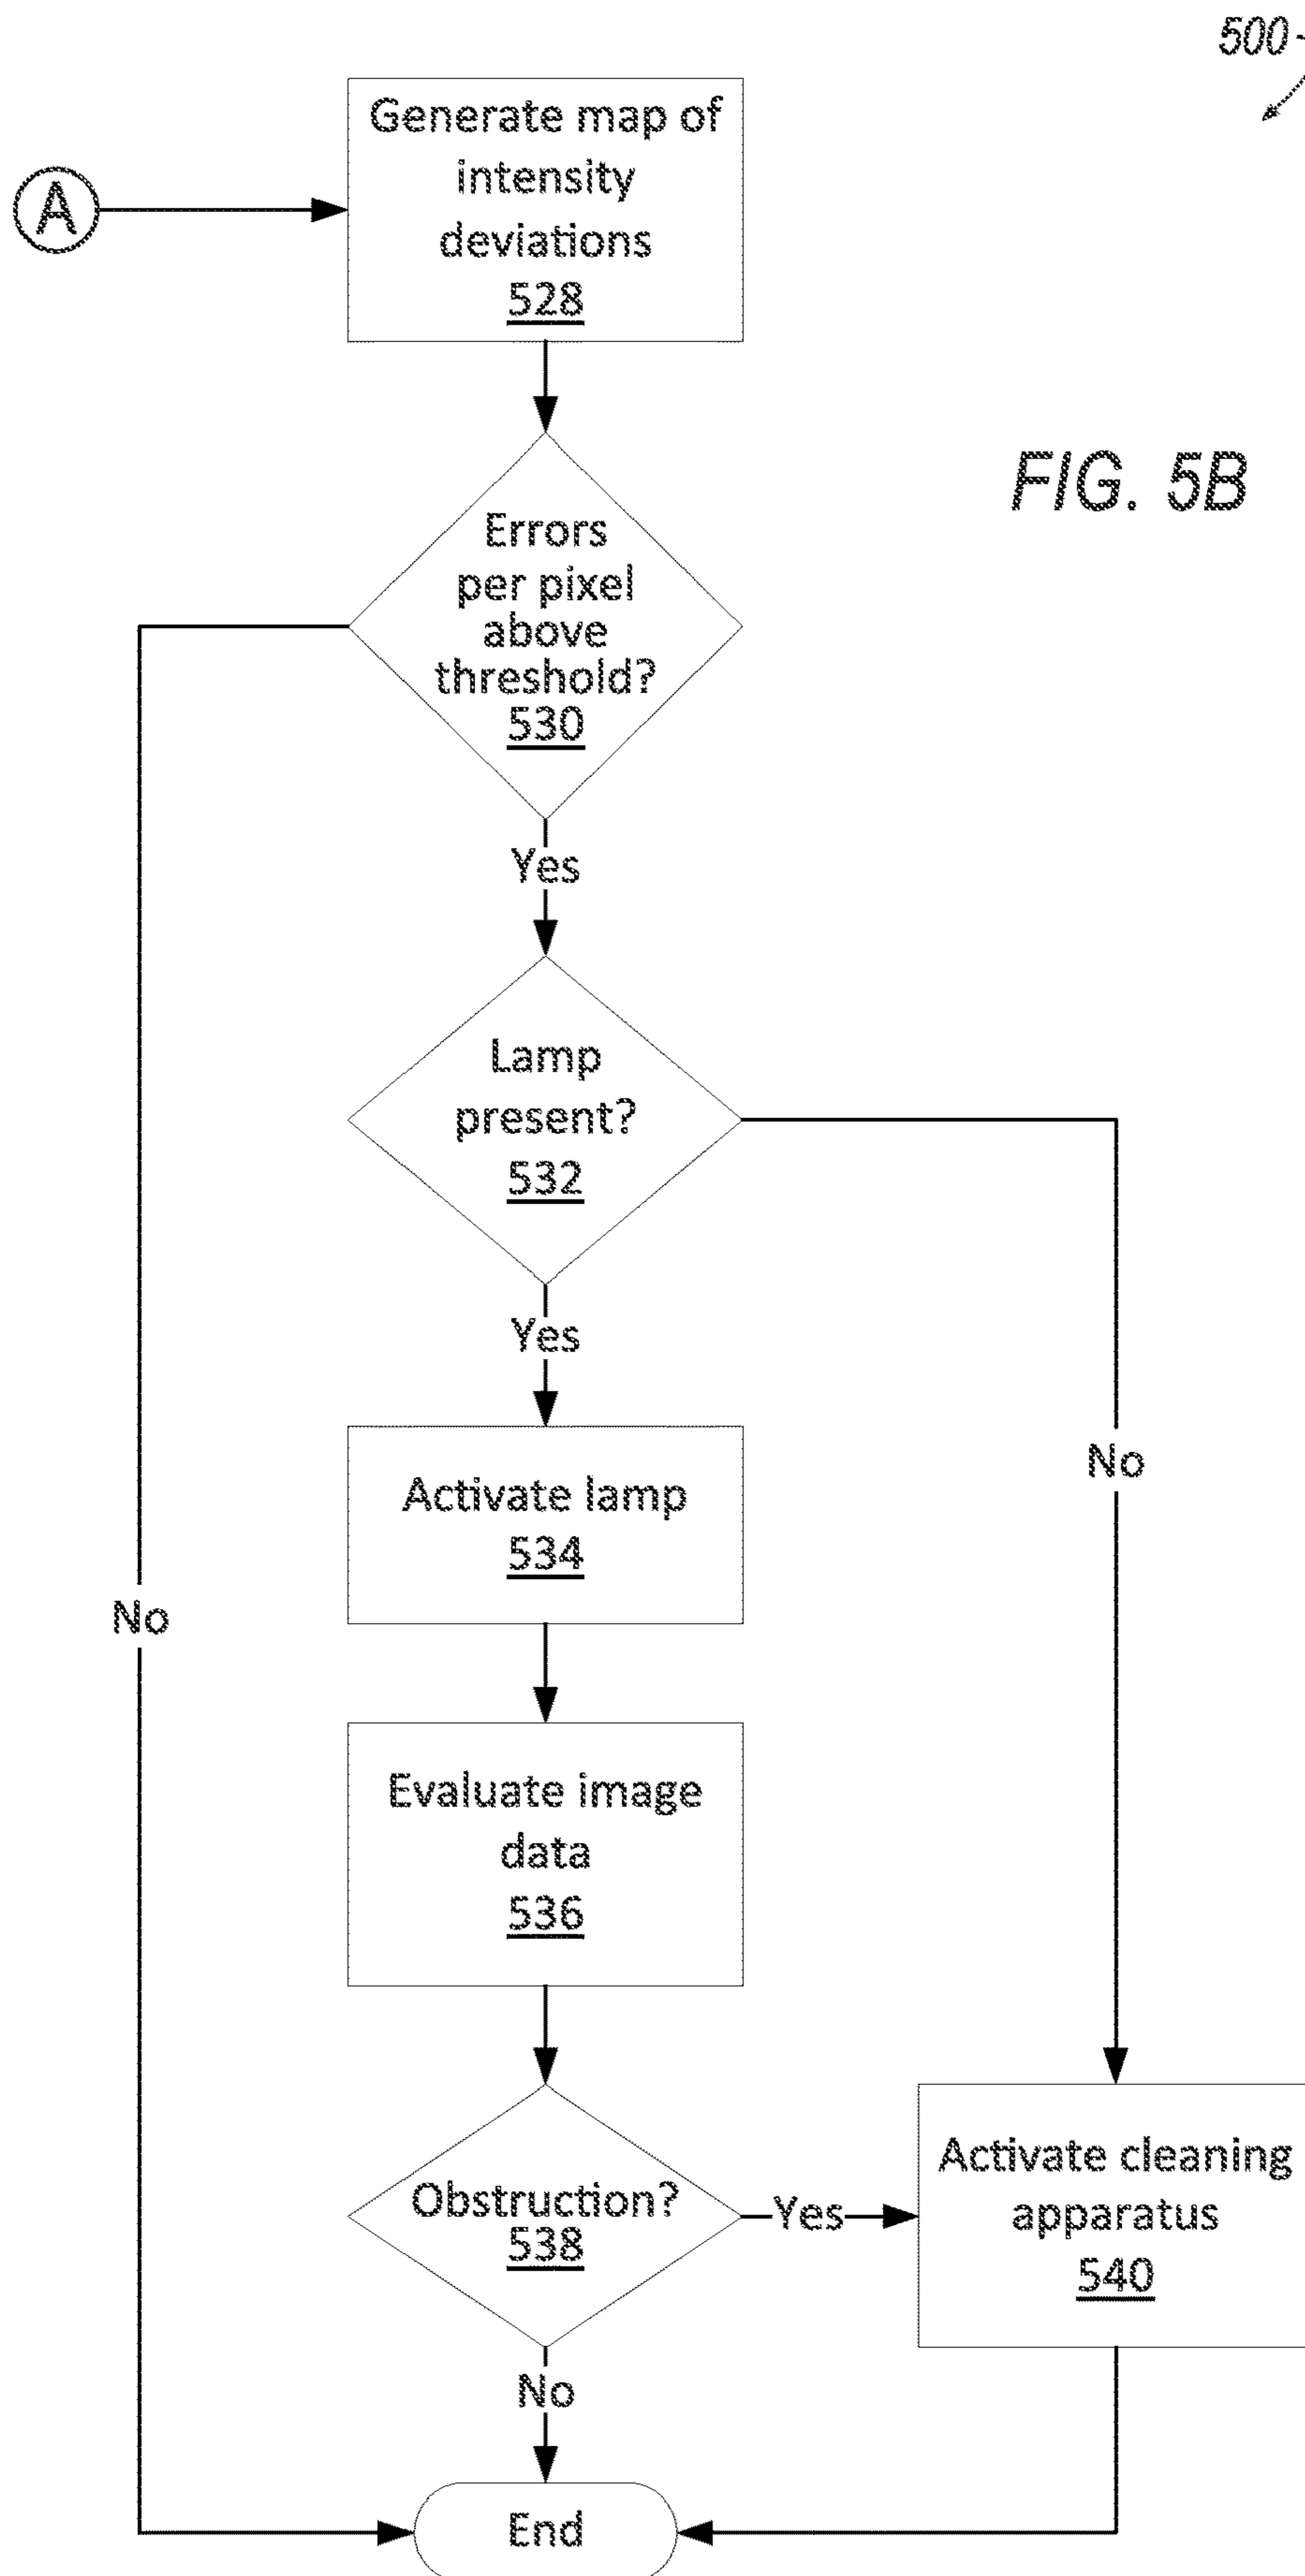 500
A
Generate map of
intensity
deviations
528
FIG. 5B
Errors
per pixel
above
threshold?
530
Yes
Lamp
present?
532
Yes
No
Activate lamp
534
No
Evaluate image
data
536
Obstruction?
538
Yes
Activate cleaning
apparatus
540
No
End